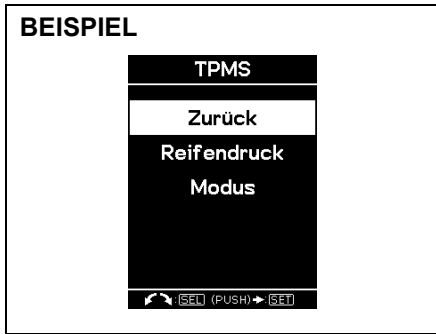 BEISPIEL
TPMS
Zurück
Reifendruck
Modus
:SEL (PUSH)➔:SET